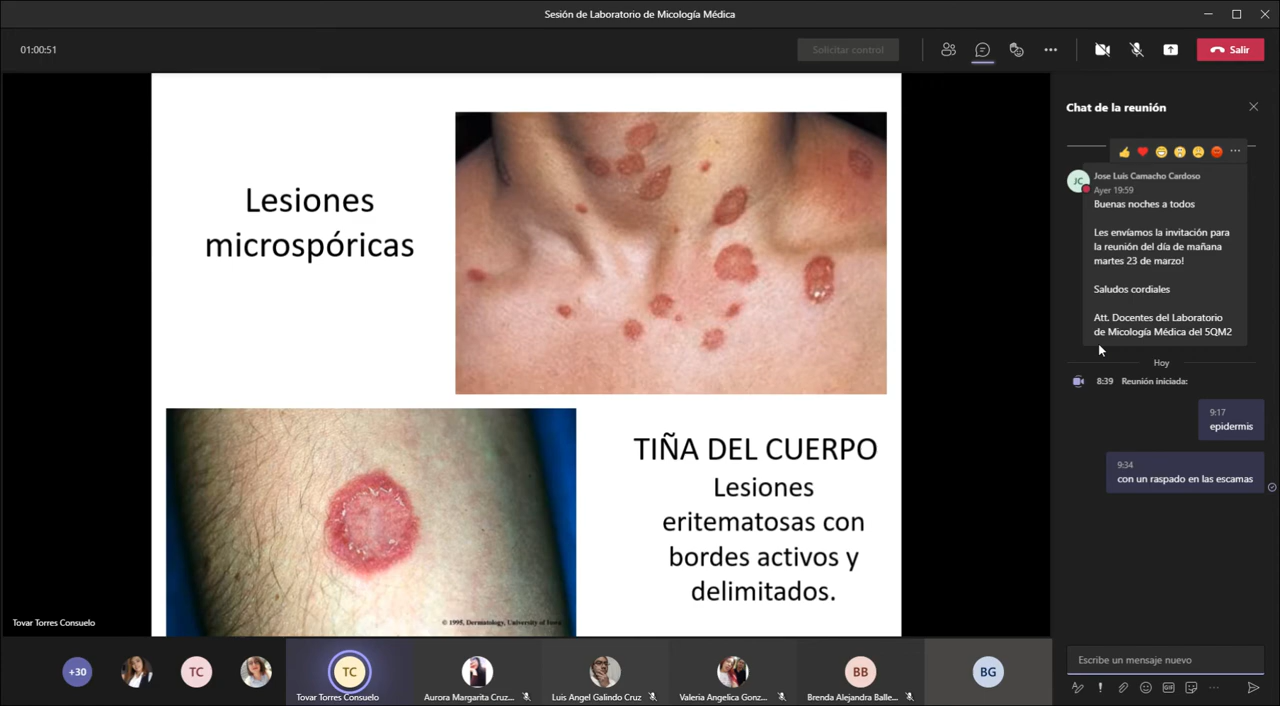 Sesión de Laboratorio de Micología Médica
01:00:51
Solicitar control
Salir
Lesiones
microspóricas
TIÑA DEL CUERPO
Lesiones
eritematosas con
bordes activos y
delimitados.
© 1995, Dermatology, University of Iowa
Tovar Torres Consuelo
Chat de la reunión
JC
Jose Luis Camacho Cardoso
Ayer 19:59
Buenas noches a todos
Les envíamos la invitación para
la reunión del día de mañana
martes 23 de marzo!
Saludos cordiales
Att. Docentes del Laboratorio
de Micología Médica del 5QM2
Hoy
8:39 Reunión iniciada:
9:17
epidermis
9:34
con un raspado en las escamas
Escribe un mensaje nuevo
GIF
+30
TC
TC
Tovar Torres Consuelo
Aurora Margarita Cruz...
Luis Angel Galindo Cruz
Valeria Angelica Gonz...
BB
Brenda Alejandra Balle...
BG